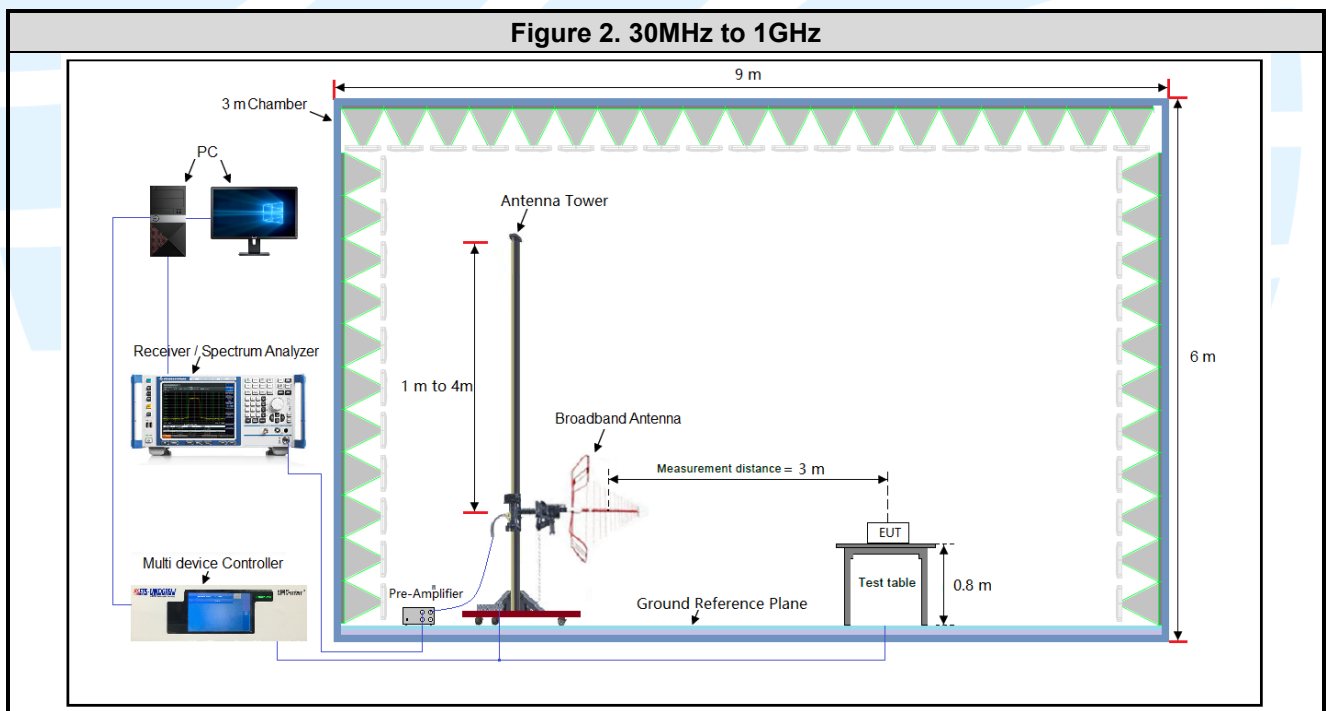 Figure 2. 30MHz to 1GHz
9 m
3 m Chamber
PC
Antenna Tower
Receiver / Spectrum Analyzer
1 m to 4m
6 m
Broadband Antenna
Measurement distance = 3 m
EUT
Multi device Controller
Test table
0.8 m
Pre-Amplifier
Ground Reference Plane